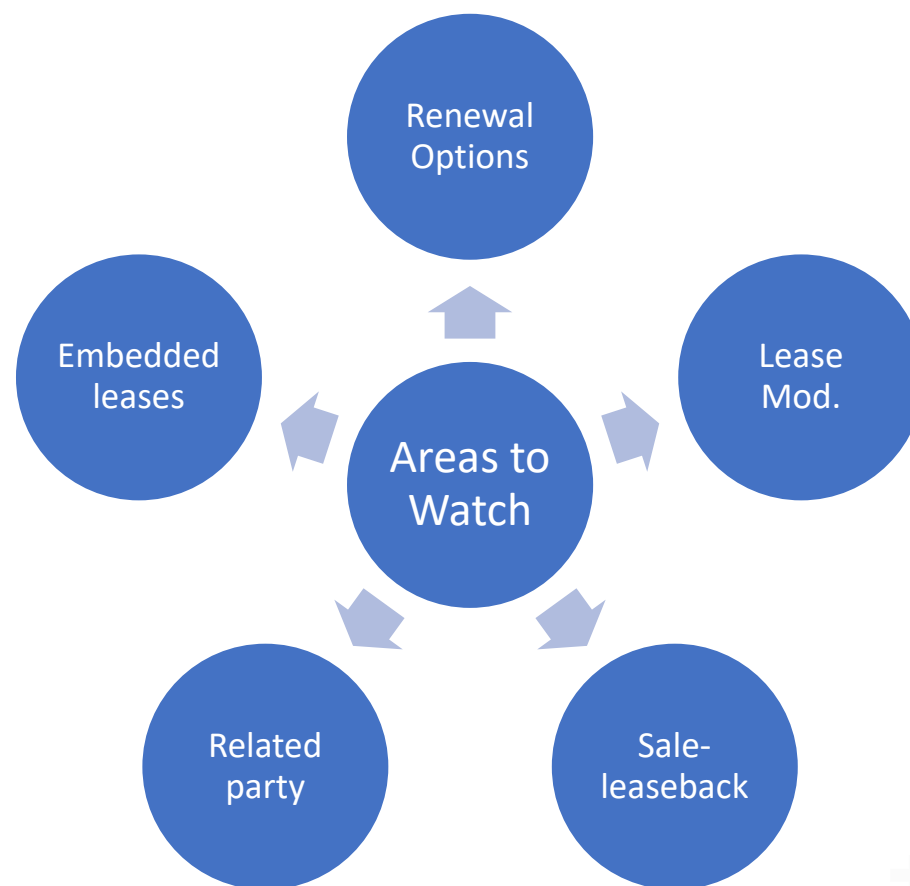 Renewal
Options
Embedded
leases
Lease
Mod.
Areas to
Watch
Related
party
Sale-
leaseback